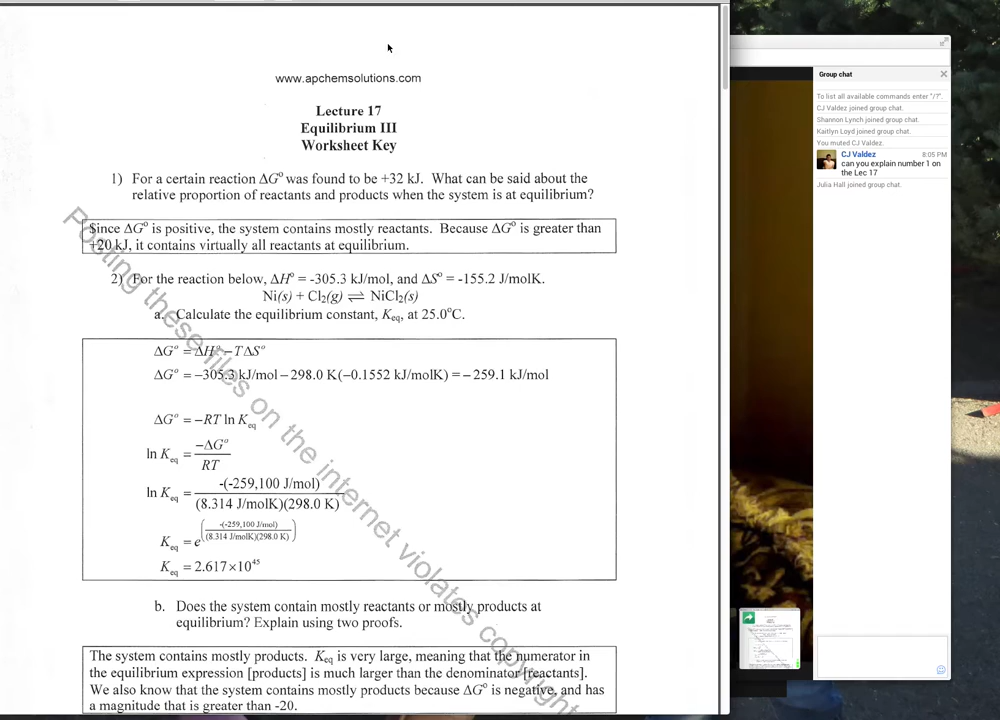 www.apchemsolutions.com
Lecture 17
Equilibrium III
Worksheet Key
1) For a certain reaction ΔG° was found to be +32 kJ. What can be said about the
relative proportion of reactants and products when the system is at equilibrium?
Since ΔG° is positive, the system contains mostly reactants. Because ΔG° is greater than
+20 kJ, it contains virtually all reactants at equilibrium.
2) For the reaction below, ΔH° = -305.3 kJ/mol, and ΔS° = -155.2 J/molK.
Ni(s) + Cl₂(g) ⇌ NiCl₂(s)
a. Calculate the equilibrium constant, Keq, at 25.0°C.
ΔG° = ΔH° − TΔS°
ΔG° = −305.3 kJ/mol − 298.0 K(−0.1552 kJ/molK) = − 259.1 kJ/mol
ΔG° = −RT ln Keq
ln Keq = −ΔG° / RT
ln Keq = -(-259,100 J/mol) / (8.314 J/molK)(298.0 K)
Keq = e^(-(-259,100 J/mol) / (8.314 J/molK)(298.0 K))
Keq = 2.617×10⁴⁵
b. Does the system contain mostly reactants or mostly products at
equilibrium? Explain using two proofs.
The system contains mostly products. Keq is very large, meaning that the numerator in
the equilibrium expression [products] is much larger than the denominator [reactants].
We also know that the system contains mostly products because ΔG° is negative, and has
a magnitude that is greater than -20.
Posting these files on the internet violates copyright
Group chat
To list all available commands enter "/?".
CJ Valdez joined group chat.
Shannon Lynch joined group chat.
Kaitlyn Loyd joined group chat.
You muted CJ Valdez.
CJ Valdez 8:05 PM
can you explain number 1 on
the Lec 17
Julia Hall joined group chat.